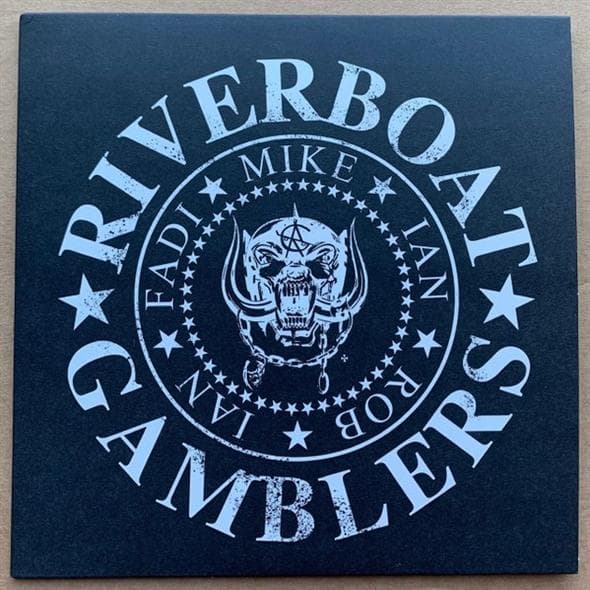 RIVERBOAT
GAMBLERS
MIKE
IAN
ROB
IAN
FADI